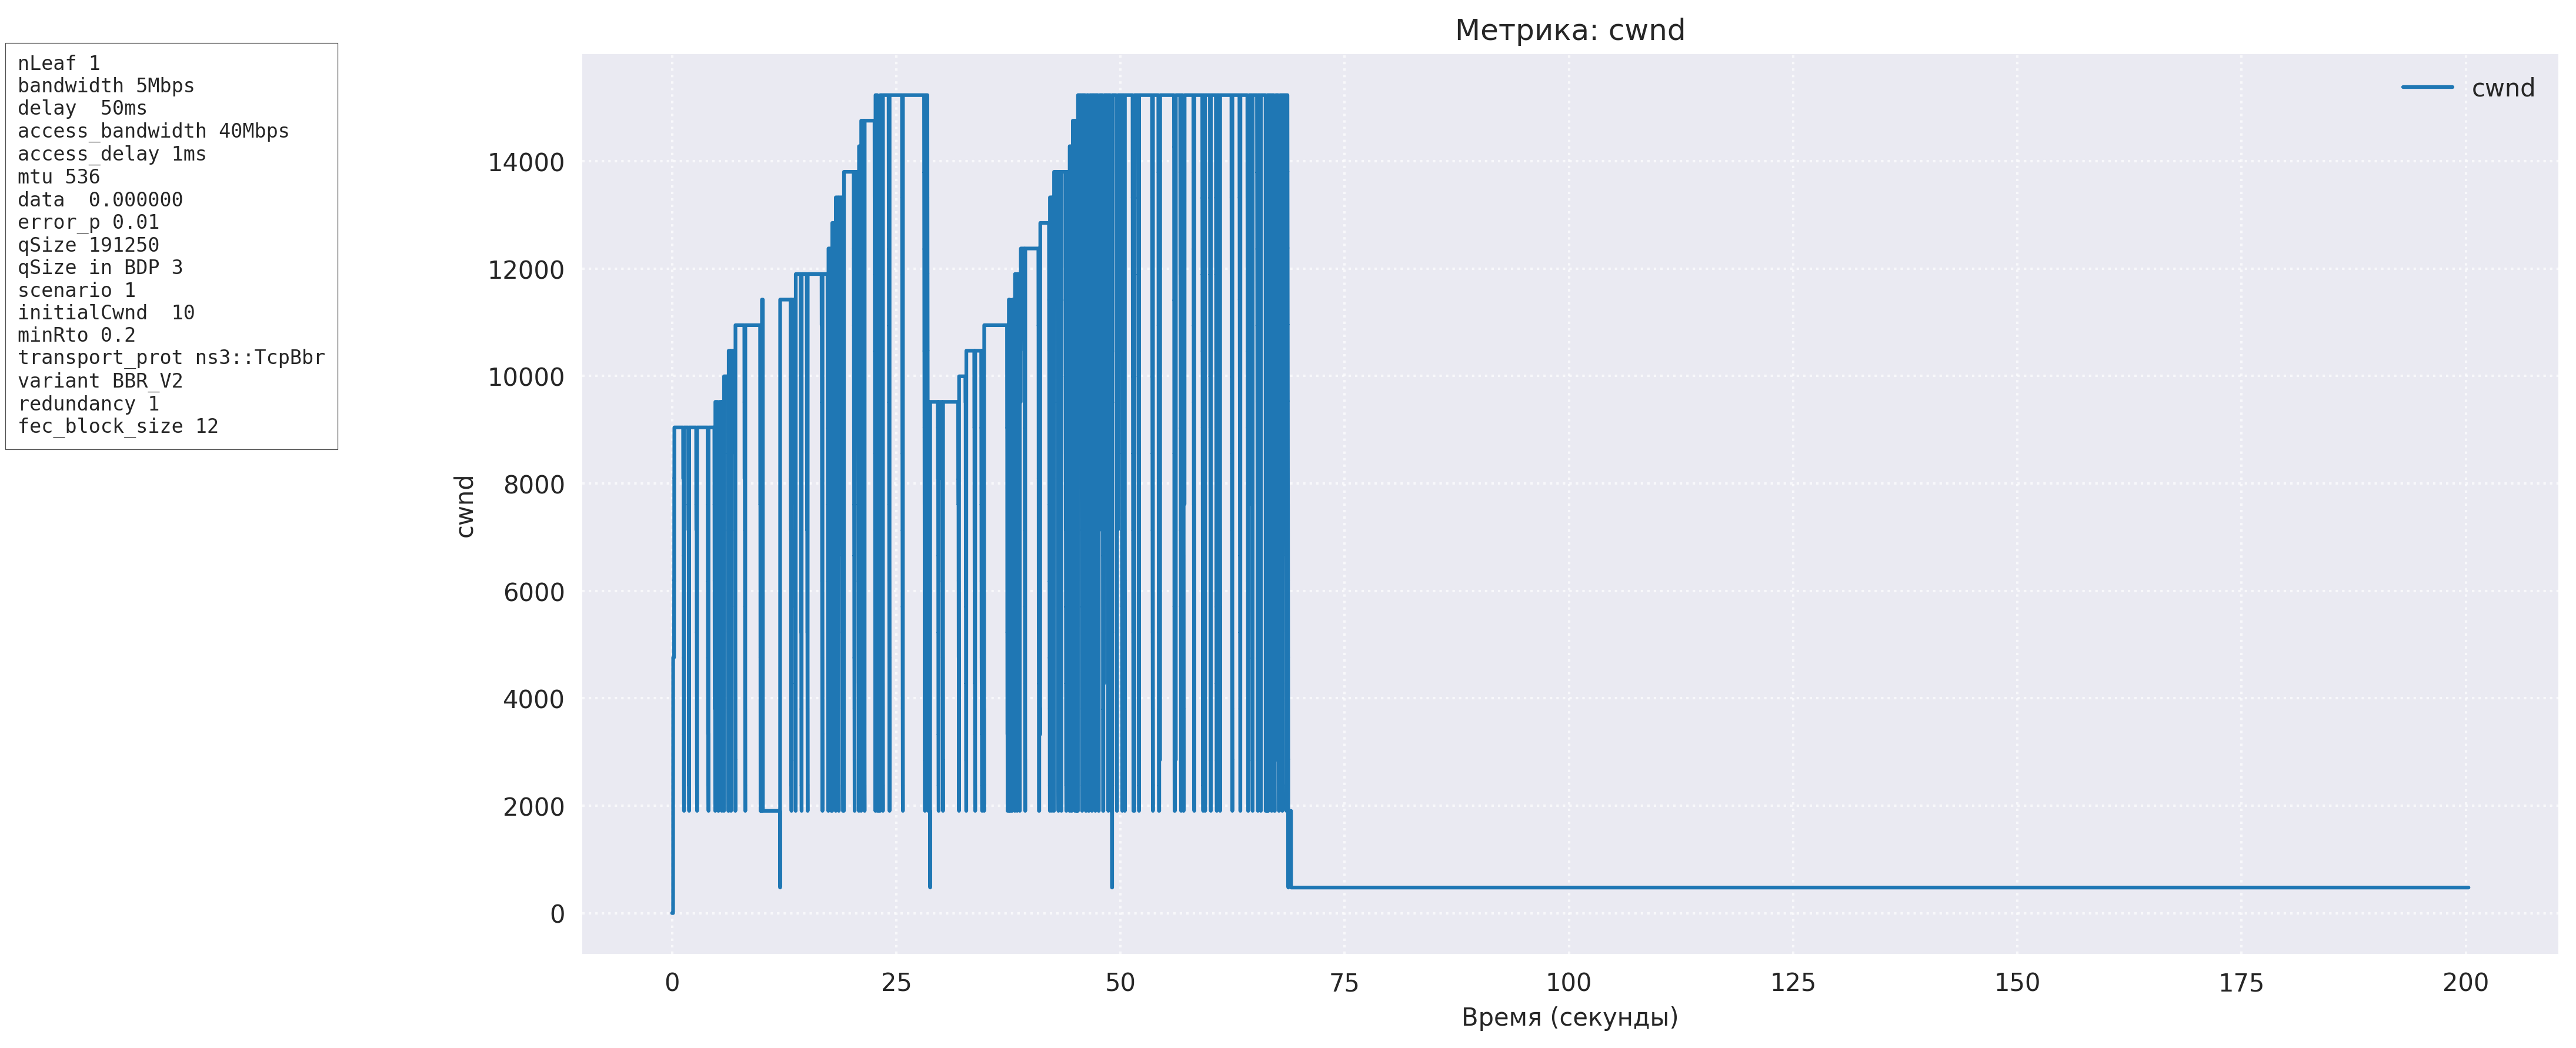 Метрика: cwnd
nLeaf 1
bandwidth 5Mbps
delay  50ms
access_bandwidth 40Mbps
access_delay 1ms
mtu 536
data  0.000000
error_p 0.01
qSize 191250
qSize in BDP 3
scenario 1
initialCwnd  10
minRto 0.2
transport_prot ns3::TcpBbr
variant BBR_V2
redundancy 1
fec_block_size 12
cwnd
14000
12000
10000
8000
6000
4000
2000
0
cwnd
0 25 50 75 100 125 150 175 200
Время (секунды)